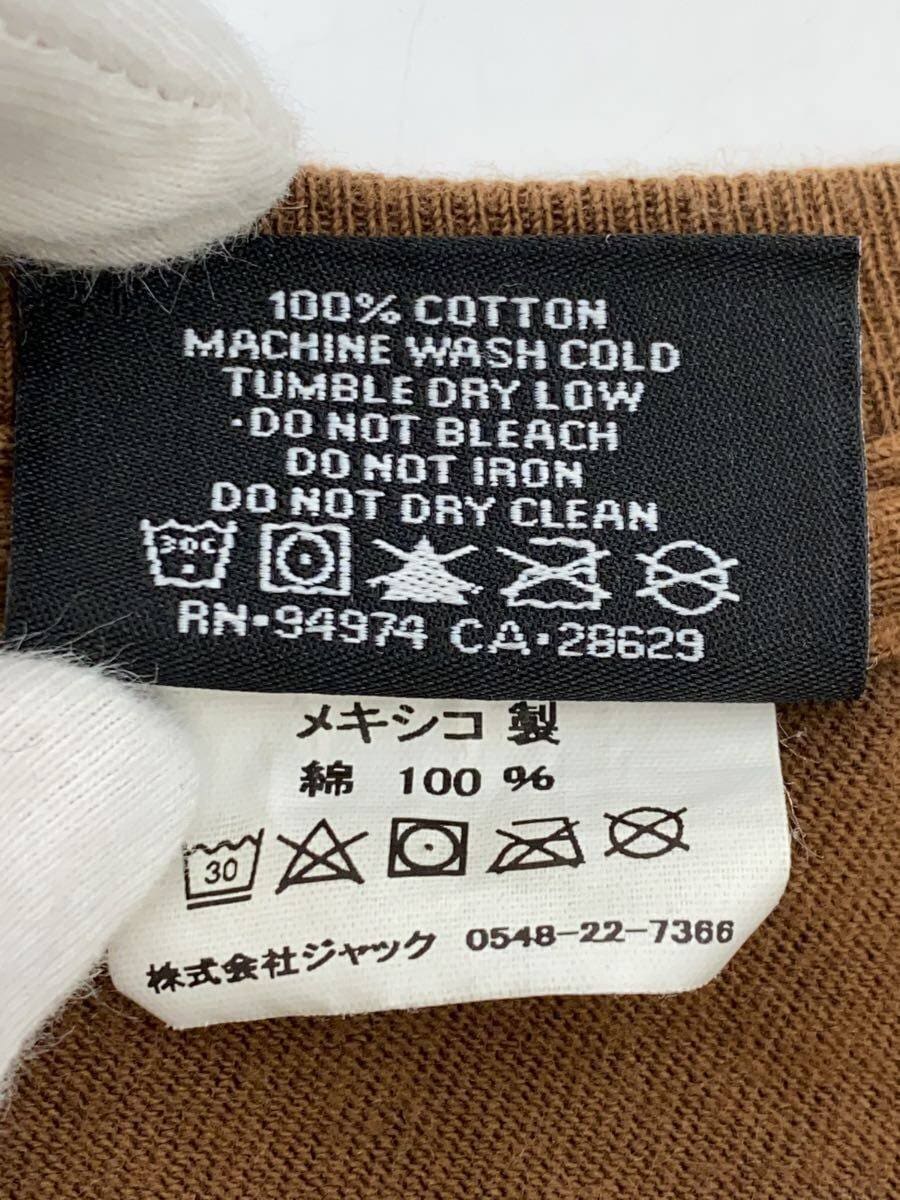 100% COTTON
MACHINE WASH COLD
TUMBLE DRY LOW
·DO NOT BLEACH
DO NOT IRON
DO NOT DRY CLEAN
30C
RN·94974 CA·28629
メキシコ 製
綿 100 %
30
株式会社ジャック 0548-22-7366